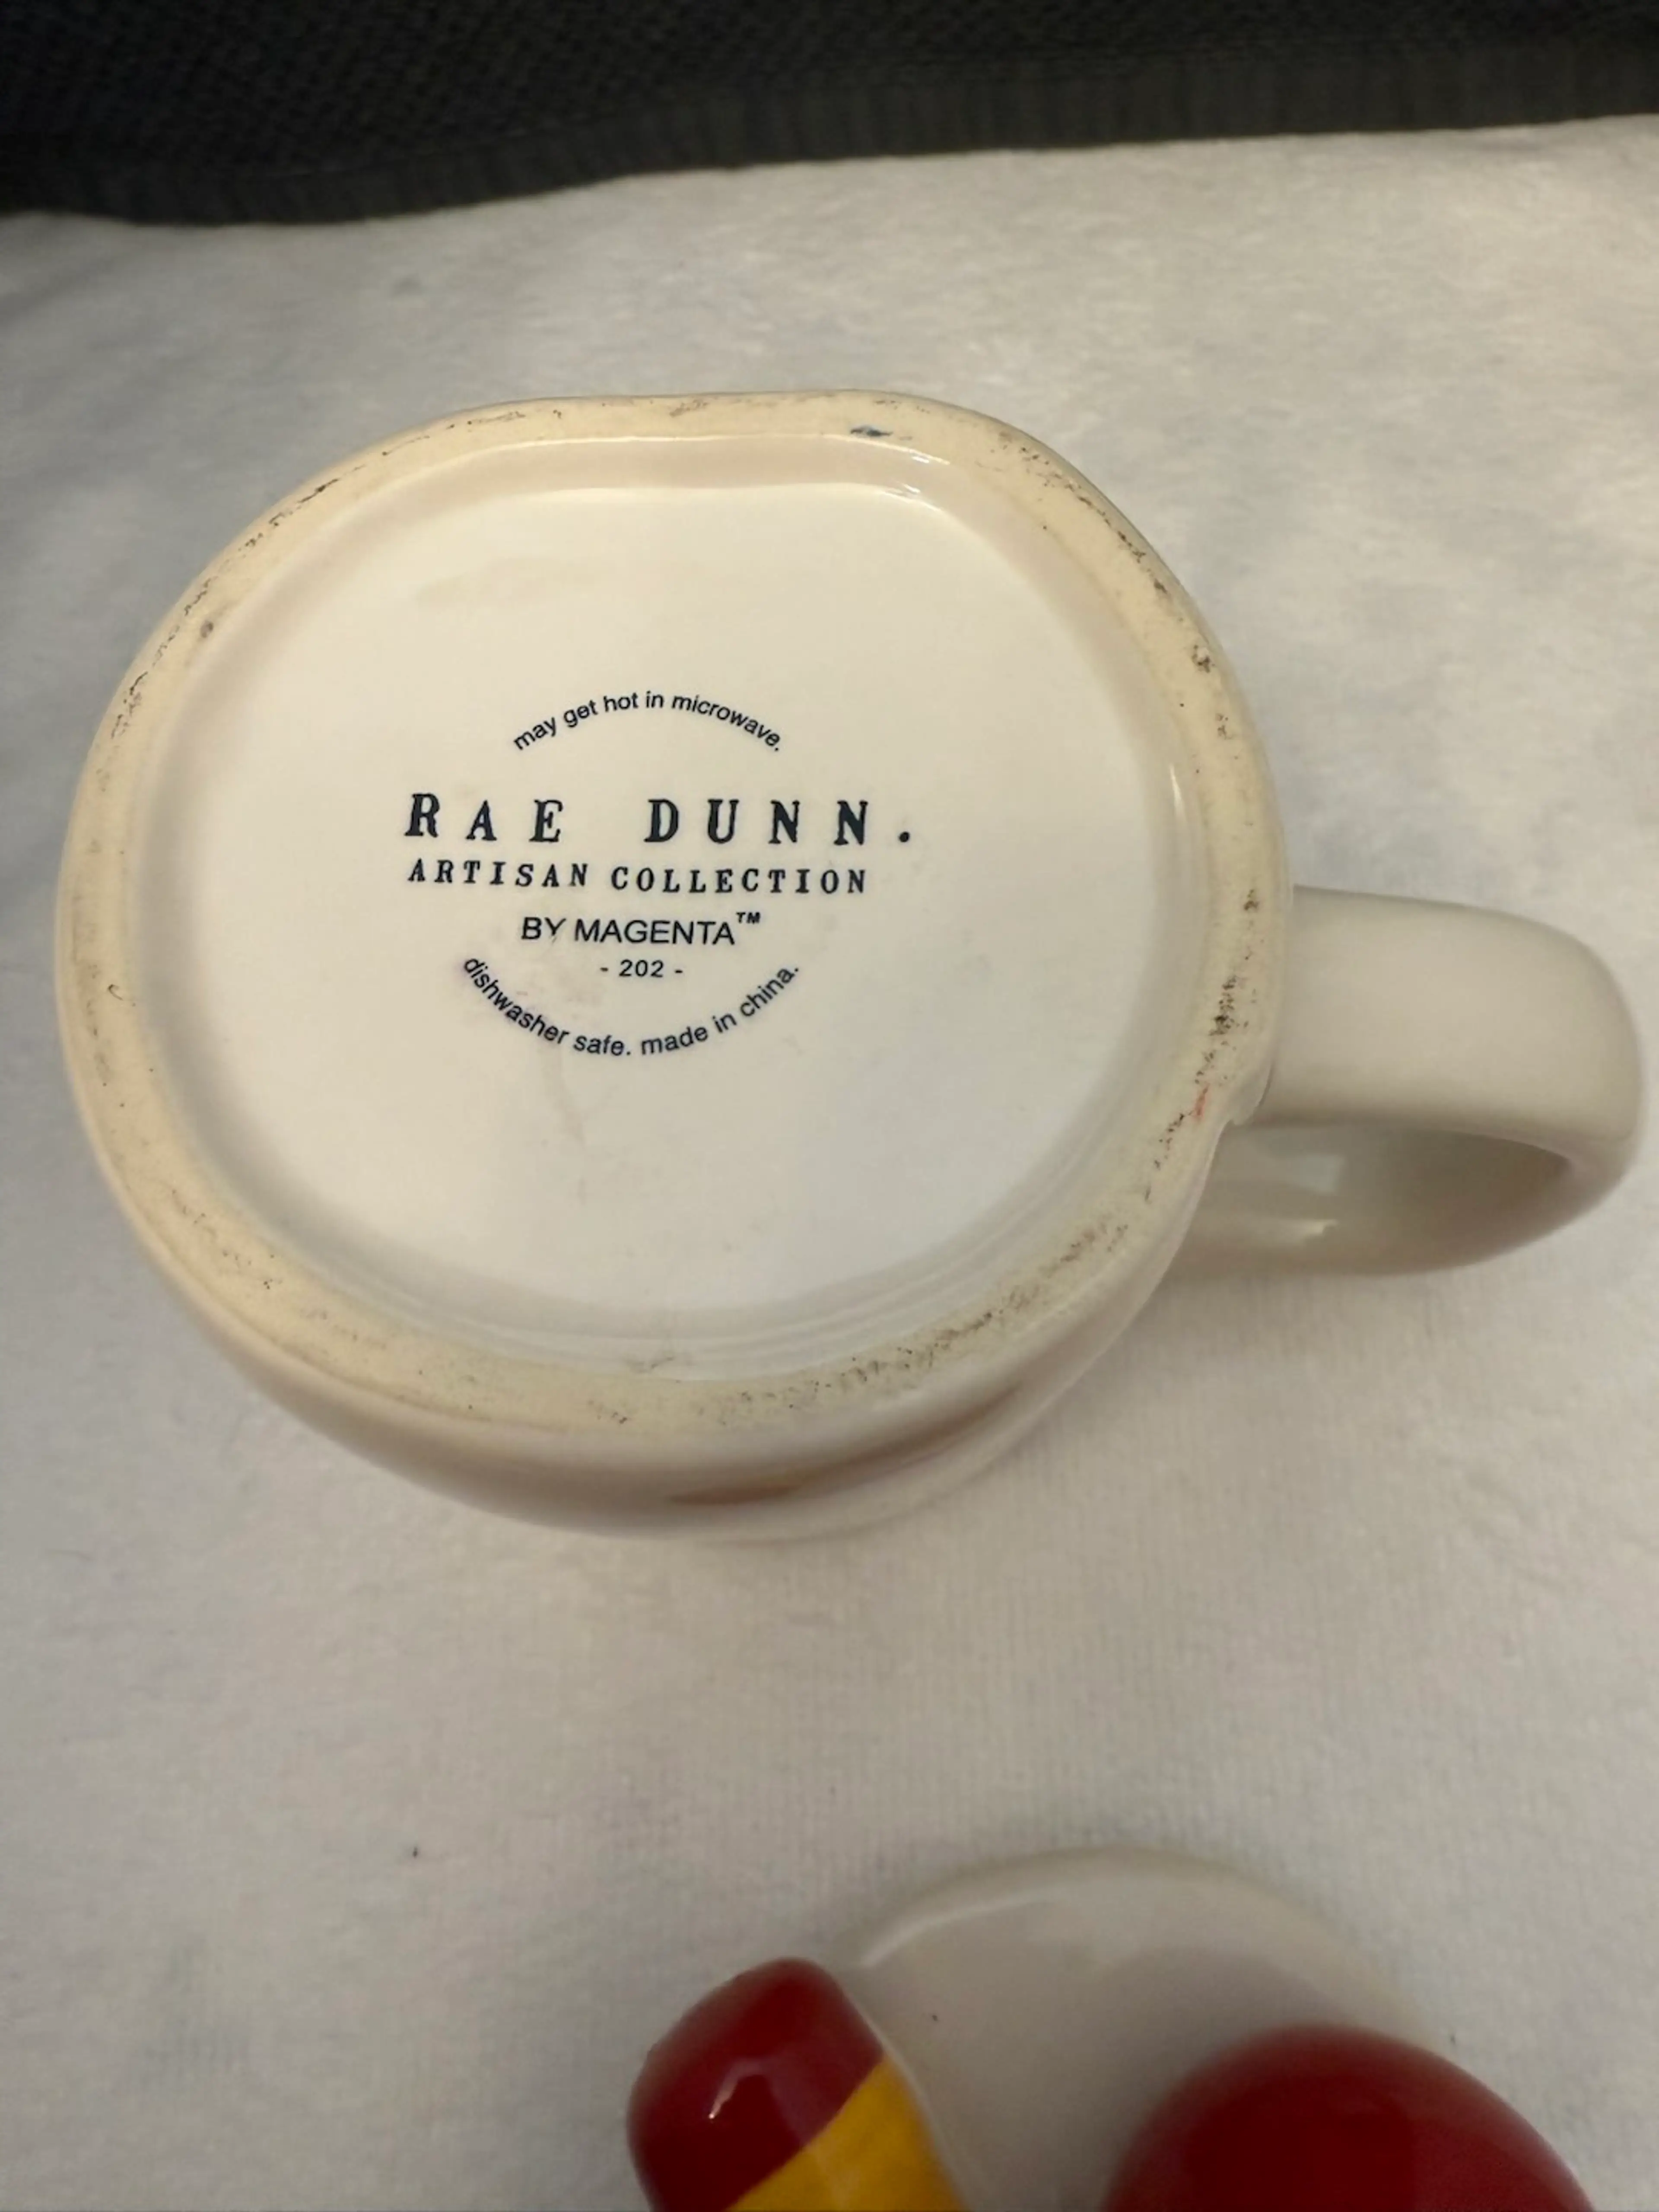 may get hot in microwave.
RAE DUNN.
ARTISAN COLLECTION
BY MAGENTA™
- 202 -
dishwasher safe. made in china.